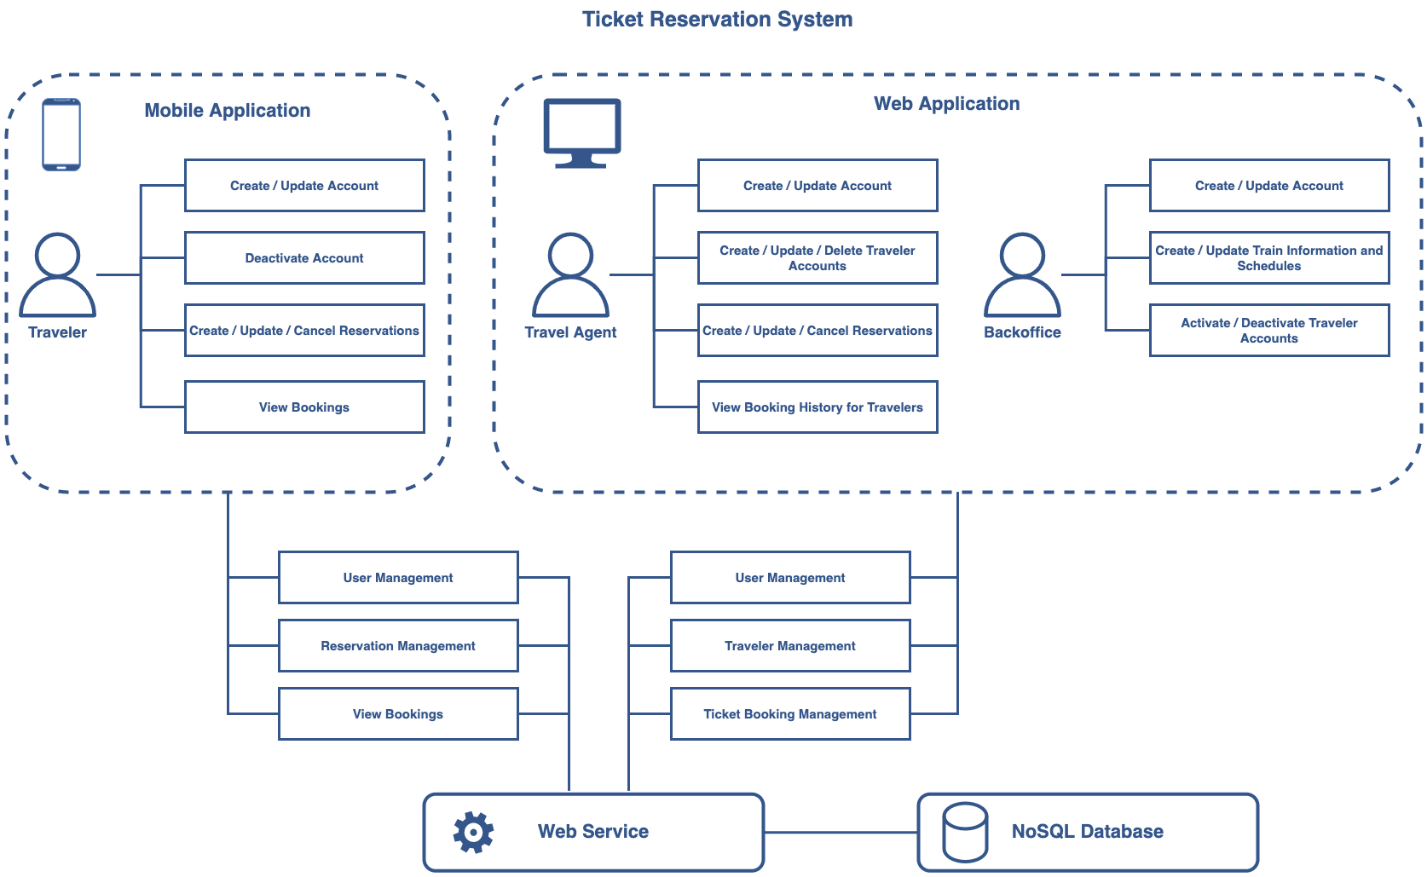 Ticket Reservation System
Mobile Application
Create / Update Account
Deactivate Account
Create / Update / Cancel Reservations
View Bookings
Traveler
Web Application
Create / Update Account
Create / Update / Delete Traveler
Accounts
Create / Update / Cancel Reservations
View Booking History for Travelers
Travel Agent
Create / Update Account
Create / Update Train Information and
Schedules
Activate / Deactivate Traveler
Accounts
Backoffice
User Management
Reservation Management
View Bookings
User Management
Traveler Management
Ticket Booking Management
Web Service
NoSQL Database